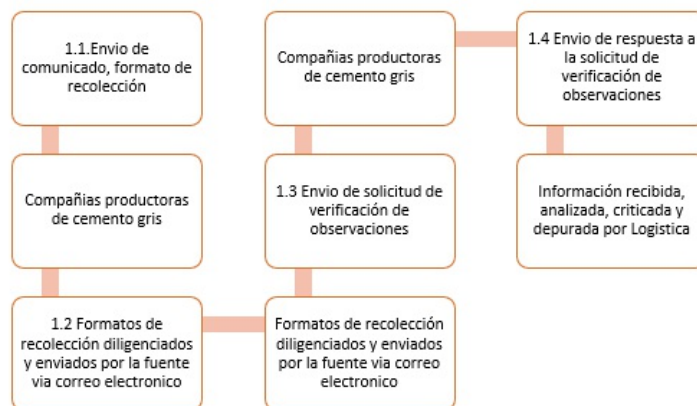 1.1.Envio de
comunicado, formato de
recolección
Compañias productoras
de cemento gris
1.2 Formatos de
recolección diligenciados
y enviados por la fuente
via correo electronico
Formatos de recolección
diligenciados y enviados
por la fuente via correo
electronico
1.3 Envio de solicitud de
verificación de
observaciones
Compañias productoras
de cemento gris
1.4 Envio de respuesta a
la solicitud de
verificación de
observaciones
Información recibida,
analizada, criticada y
depurada por Logistica